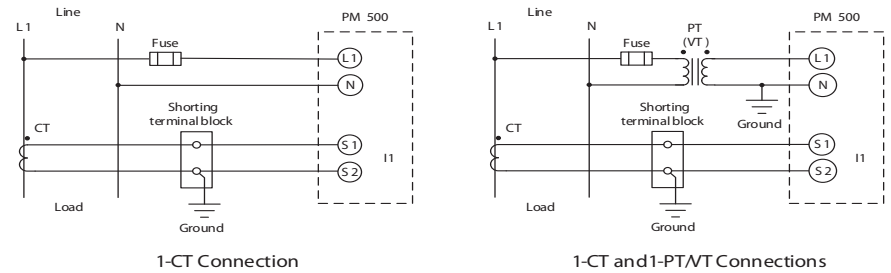 Line
L1
N
PM 500
Fuse
L1
N
Shorting
terminal block
CT
S1
I1
S2
Load
Ground
1-CT Connection
Line
L1
N
PT
(VT)
PM 500
Fuse
L1
N
Shorting
terminal block
Ground
CT
S1
I1
S2
Load
Ground
1-CT and 1-PT/VT Connections